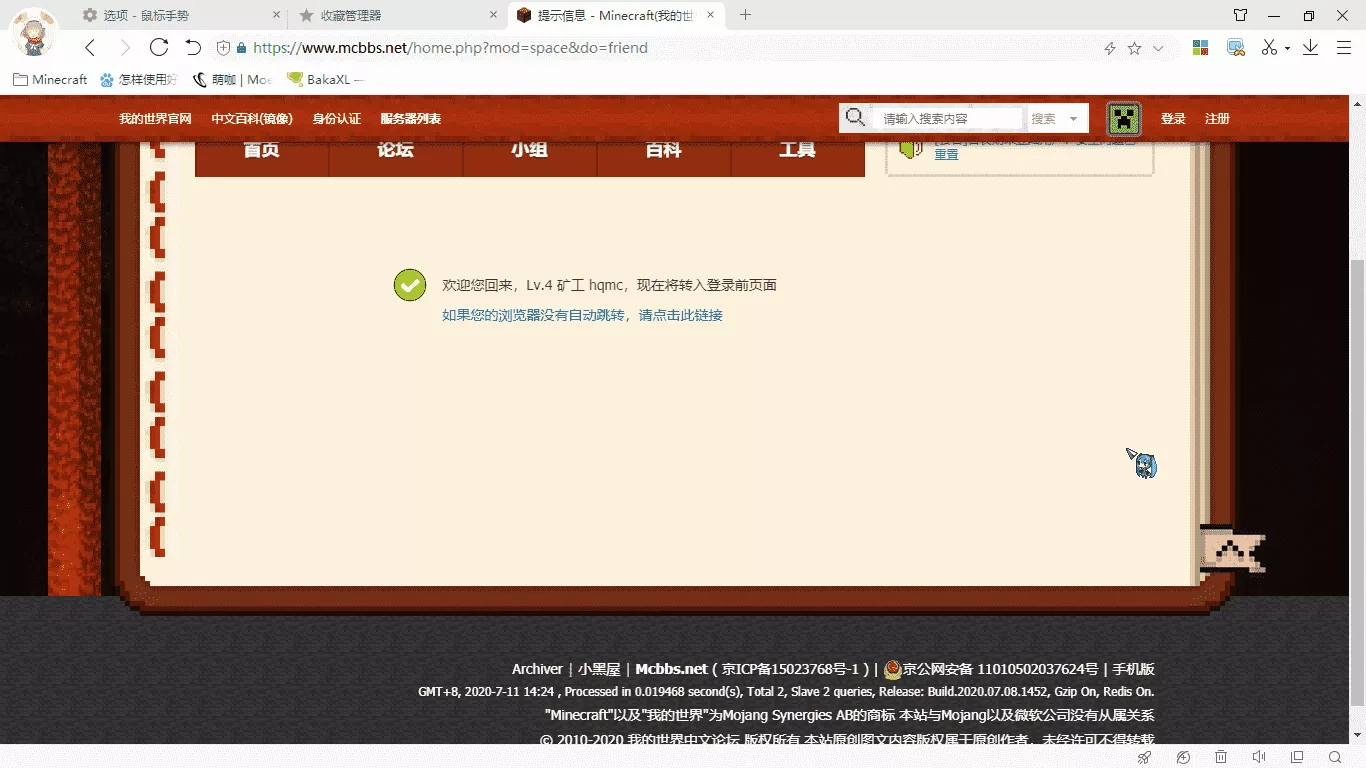 选项 - 鼠标手势
收藏管理器
提示信息 - Minecraft(我的世
https://www.mcbbs.net/home.php?mod=space&do=friend
Minecraft
怎样使用好
萌咖 | Moe
BakaXL —
我的世界官网 中文百科(镜像) 身份认证 服务器列表
请输入搜索内容
搜索
登录 注册
首页 论坛 小组 百科 工具
重置
欢迎您回来，Lv.4 矿工 hqmc，现在将转入登录前页面
如果您的浏览器没有自动跳转，请点击此链接
Archiver | 小黑屋 | Mcbbs.net ( 京ICP备15023768号-1 ) | 京公网安备 11010502037624号 | 手机版
GMT+8, 2020-7-11 14:24 , Processed in 0.019468 second(s), Total 2, Slave 2 queries, Release: Build.2020.07.08.1452, Gzip On, Redis On.
"Minecraft"以及"我的世界"为Mojang Synergies AB的商标 本站与Mojang以及微软公司没有从属关系
© 2010-2020 我的世界中文论坛 版权所有 本站原创图文内容版权属于原创作者，未经许可不得转载